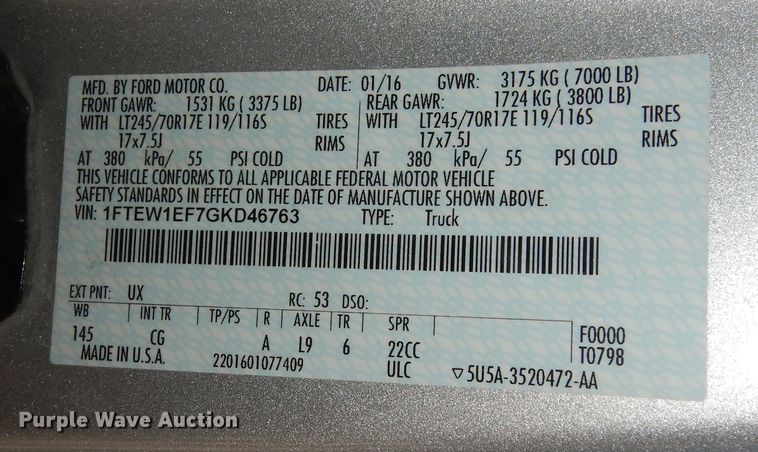 MFD. BY FORD MOTOR CO. DATE: 01/16 GVWR: 3175 KG ( 7000 LB)
FRONT GAWR: 1531 KG ( 3375 LB) REAR GAWR: 1724 KG ( 3800 LB)
WITH LT245/70R17E 119/116S TIRES WITH LT245/70R17E 119/116S TIRES
17x7.5J RIMS 17x7.5J RIMS
AT 380 kPa/ 55 PSI COLD AT 380 kPa/ 55 PSI COLD
THIS VEHICLE CONFORMS TO ALL APPLICABLE FEDERAL MOTOR VEHICLE
SAFETY STANDARDS IN EFFECT ON THE DATE OF MANUFACTURE SHOWN ABOVE.
VIN: 1FTEW1EF7GKD46763 TYPE: Truck
EXT PNT: UX RC: 53 DSO:
WB INT TR TP/PS R AXLE TR SPR F0000
145 CG A L9 6 22CC T0798
MADE IN U.S.A. 2201601077409 ULC ▽5U5A-3520472-AA
Purple Wave Auction